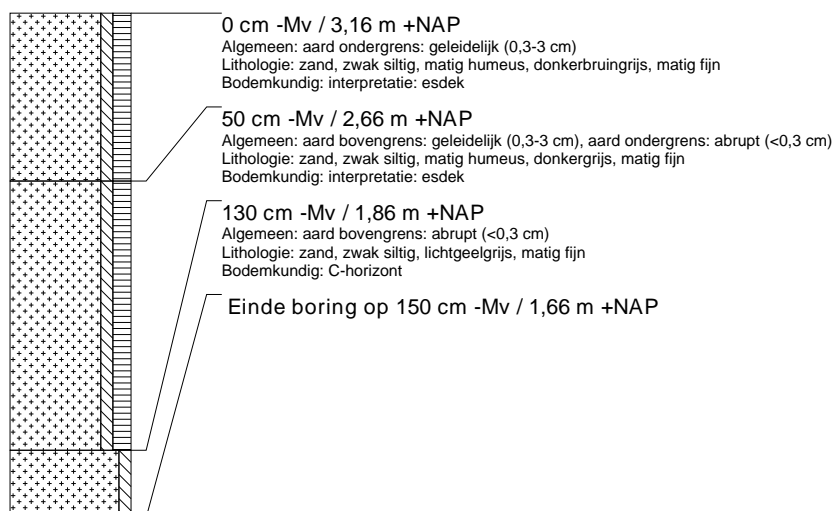 0 cm -Mv / 3,16 m +NAP
Algemeen: aard ondergrens: geleidelijk (0,3-3 cm)
Lithologie: zand, zwak siltig, matig humeus, donkerbruingrijs, matig fijn
Bodemkundig: interpretatie: esdek
50 cm -Mv / 2,66 m +NAP
Algemeen: aard bovengrens: geleidelijk (0,3-3 cm), aard ondergrens: abrupt (<0,3 cm)
Lithologie: zand, zwak siltig, matig humeus, donkergrijs, matig fijn
Bodemkundig: interpretatie: esdek
130 cm -Mv / 1,86 m +NAP
Algemeen: aard bovengrens: abrupt (<0,3 cm)
Lithologie: zand, zwak siltig, lichtgeelgrijs, matig fijn
Bodemkundig: C-horizont
Einde boring op 150 cm -Mv / 1,66 m +NAP